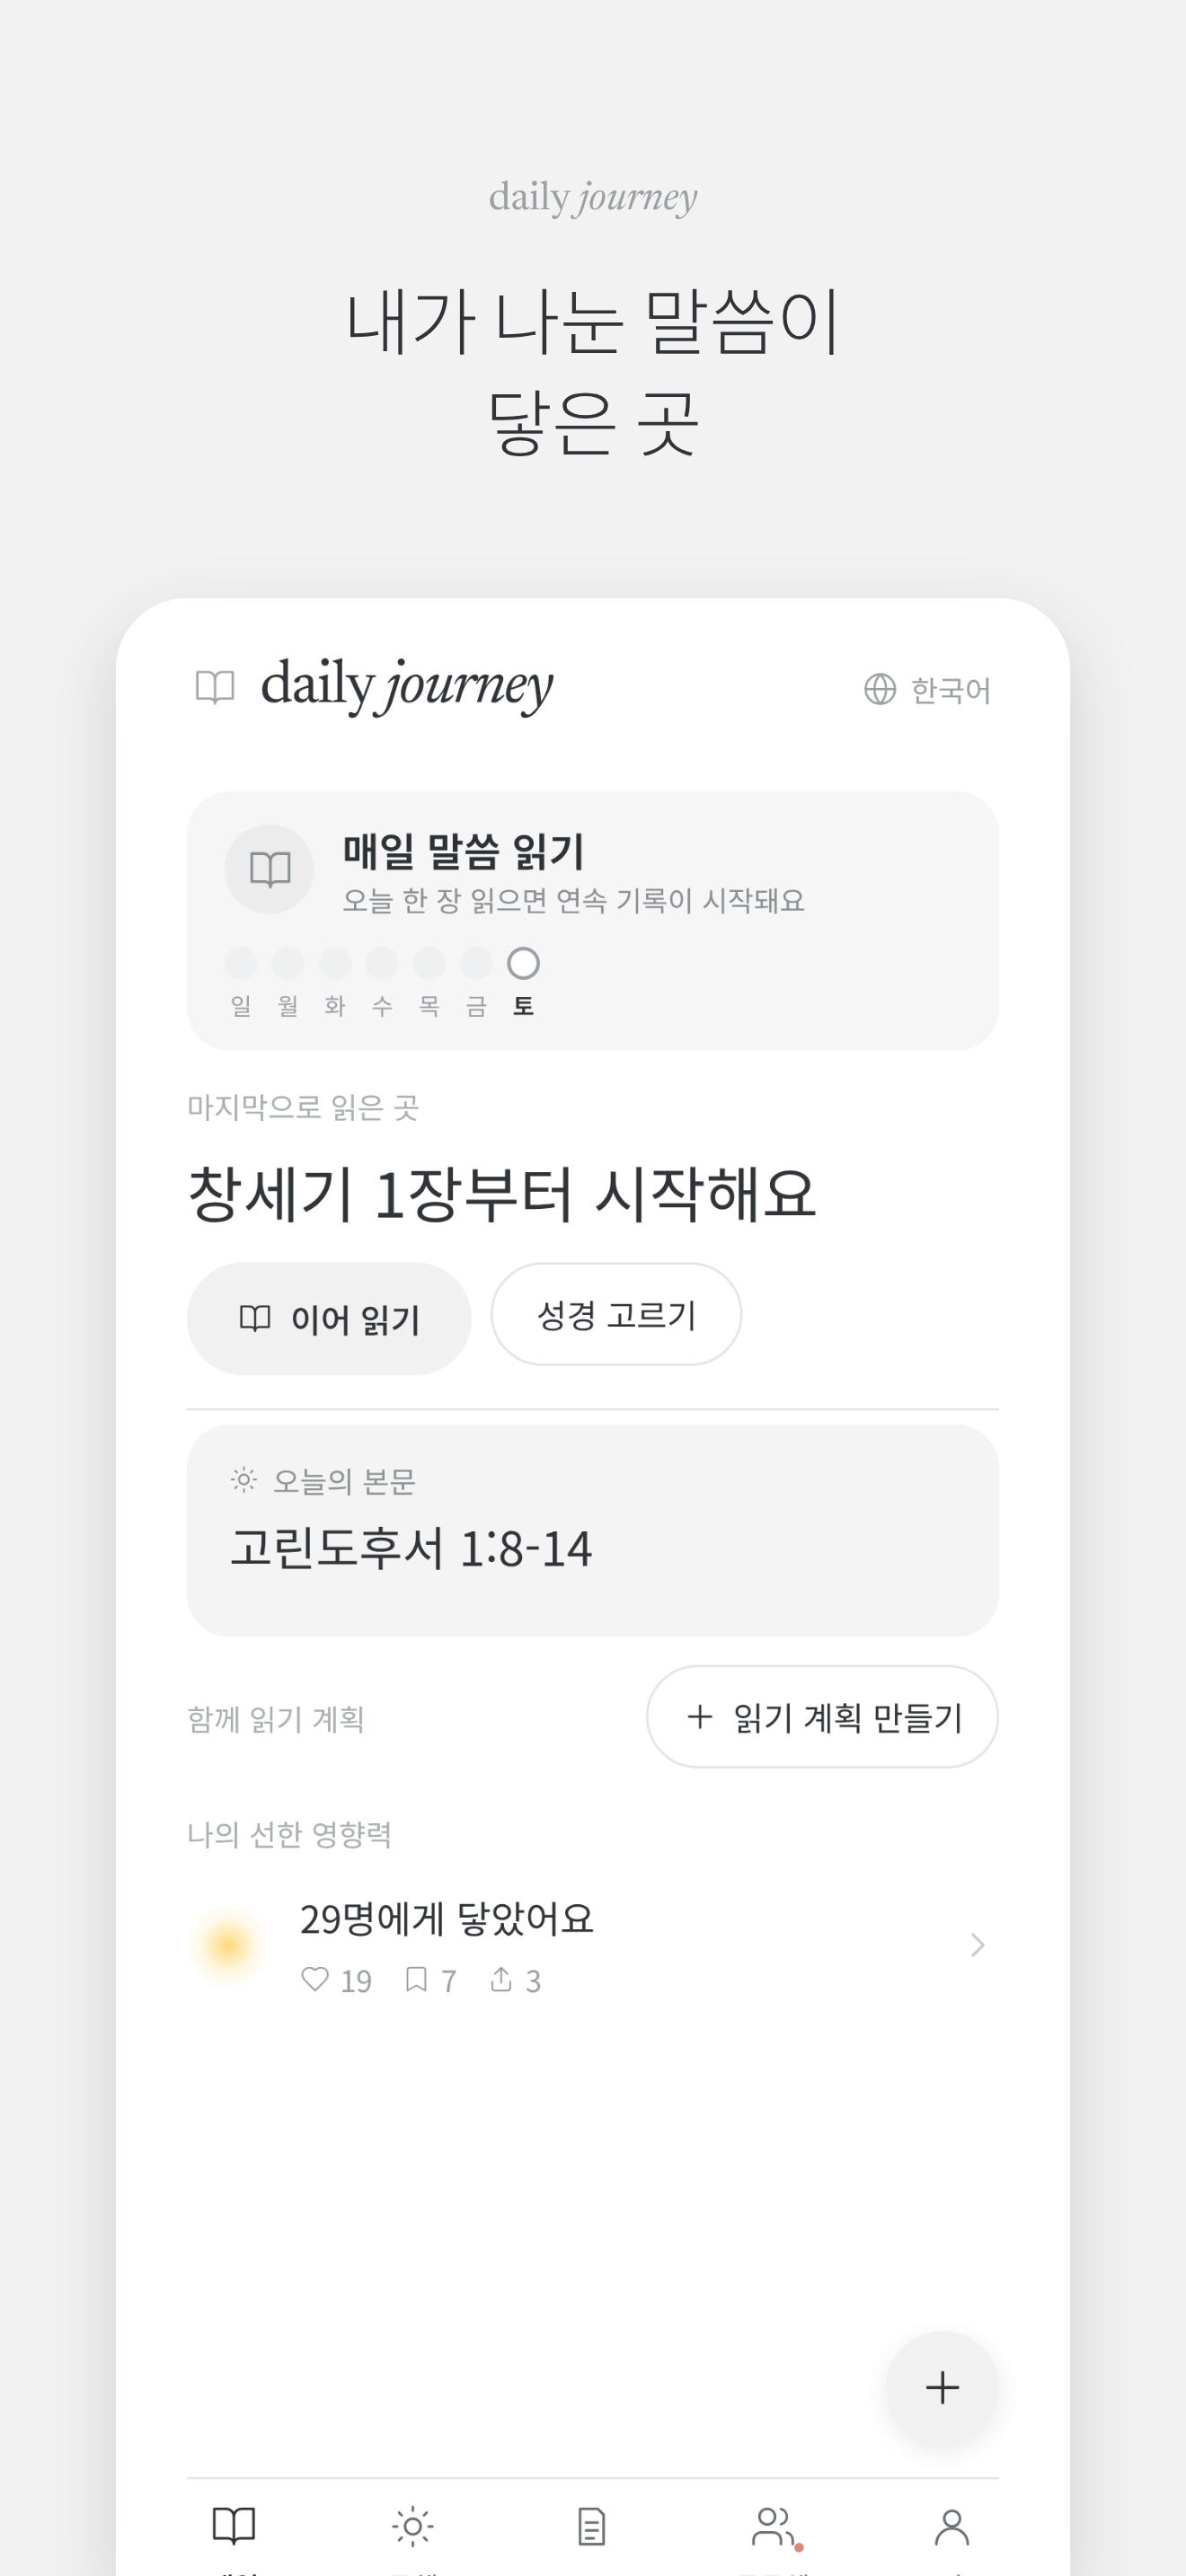 daily journey
내가 나눈 말씀이
닿은 곳
daily journey
한국어
매일 말씀 읽기
오늘 한 장 읽으면 연속 기록이 시작돼요
일 월 화 수 목 금 토
마지막으로 읽은 곳
창세기 1장부터 시작해요
이어 읽기
성경 고르기
오늘의 본문
고린도후서 1:8-14
함께 읽기 계획
+ 읽기 계획 만들기
나의 선한 영향력
29명에게 닿았어요
19 7 3